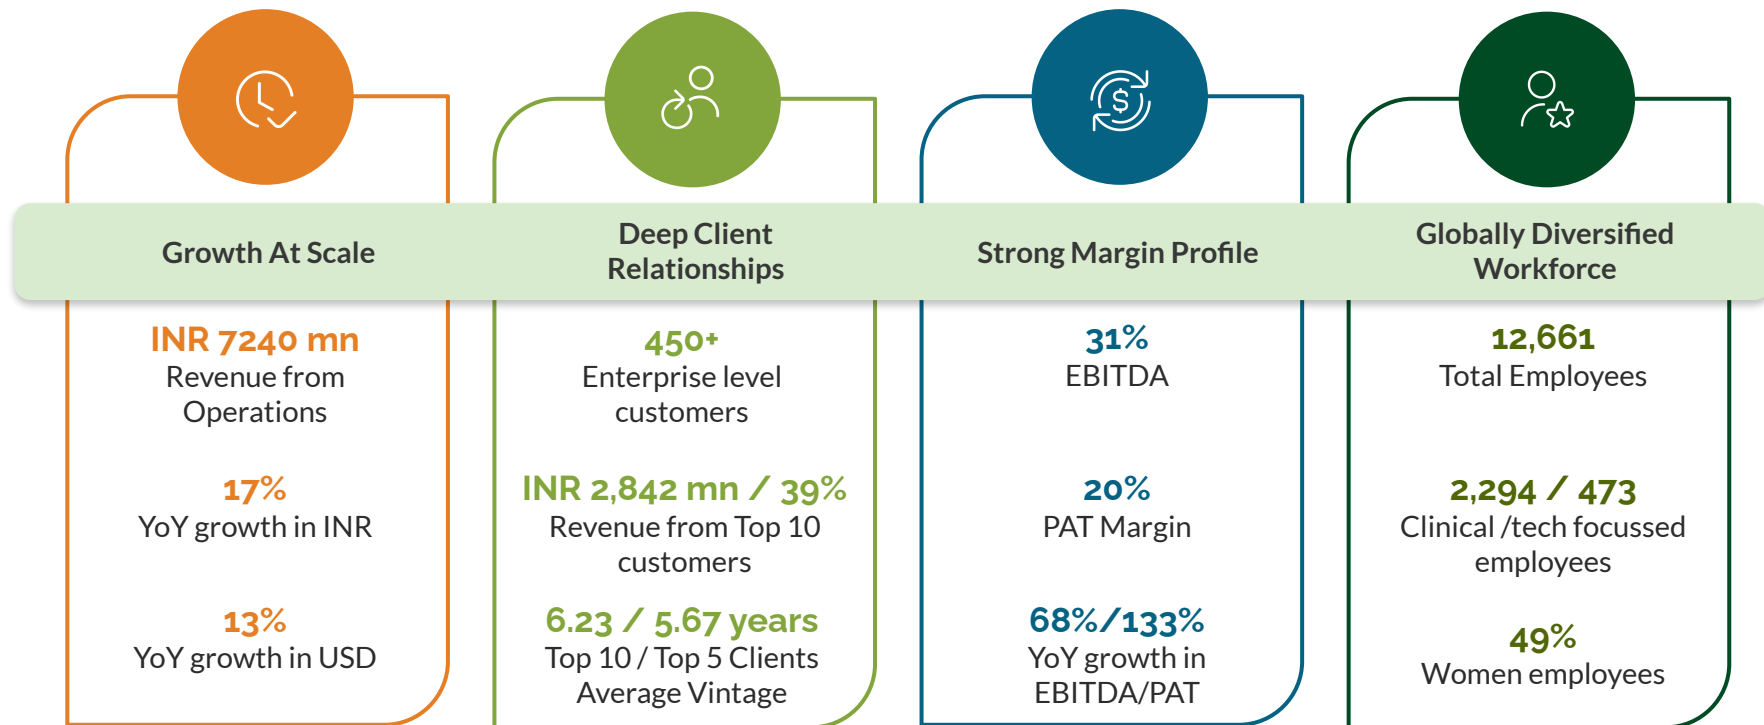 Growth At Scale
INR 7240 mn
Revenue from
Operations
17%
YoY growth in INR
13%
YoY growth in USD
Deep Client
Relationships
450+
Enterprise level
customers
INR 2,842 mn / 39%
Revenue from Top 10
customers
6.23 / 5.67 years
Top 10 / Top 5 Clients
Average Vintage
$
Strong Margin Profile
31%
EBITDA
20%
PAT Margin
68%/133%
YoY growth in
EBITDA/PAT
Globally Diversified
Workforce
12,661
Total Employees
2,294 / 473
Clinical /tech focussed
employees
49%
Women employees